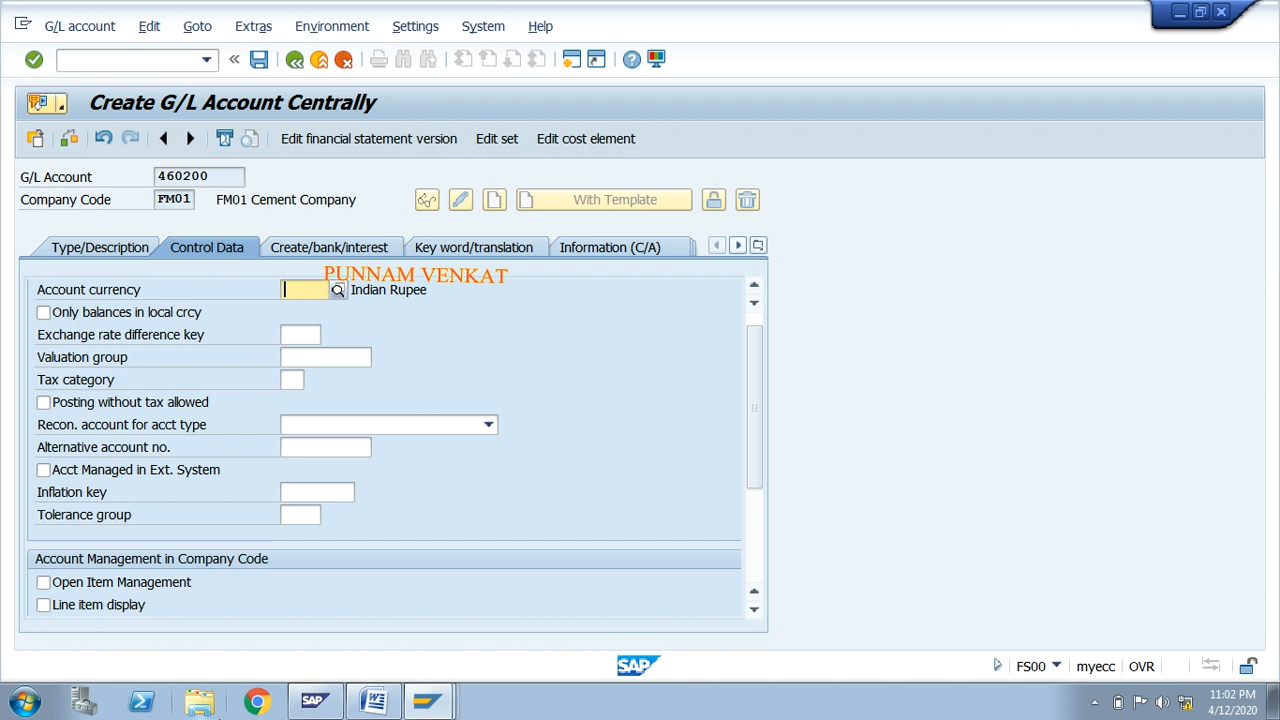 G/L account Edit Goto Extras Environment Settings System Help
Create G/L Account Centrally
Edit financial statement version Edit set Edit cost element
G/L Account 460200
Company Code FM01 FM01 Cement Company With Template
Type/Description Control Data Create/bank/interest Key word/translation Information (C/A)
PUNNAM VENKAT
Account currency Indian Rupee
Only balances in local crcy
Exchange rate difference key
Valuation group
Tax category
Posting without tax allowed
Recon. account for acct type
Alternative account no.
Acct Managed in Ext. System
Inflation key
Tolerance group
Account Management in Company Code
Open Item Management
Line item display
SAP FS00 myecc OVR
SAP 11:02 PM
4/12/2020